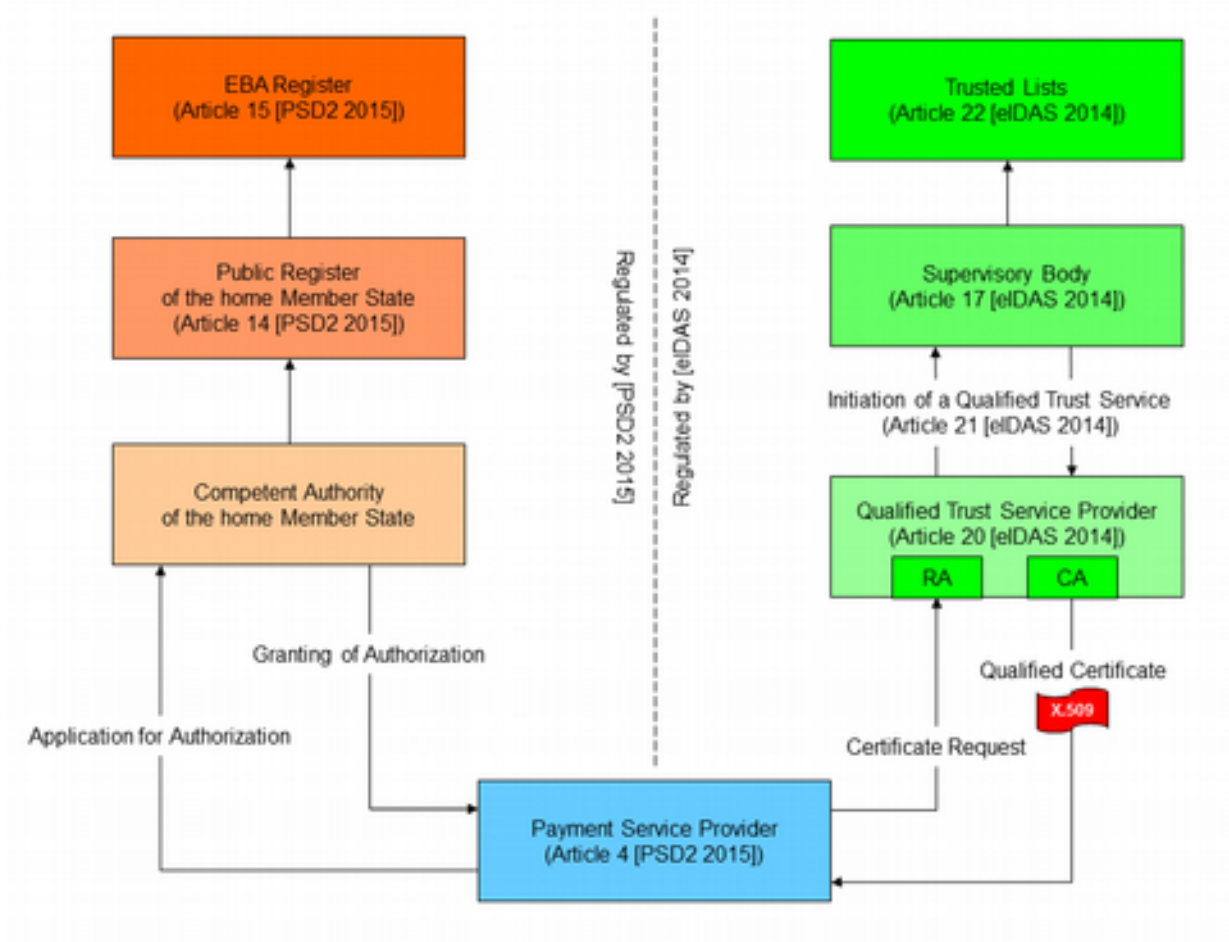 EBA Register
(Article 15 [PSD2 2015])
Public Register
of the home Member State
(Article 14 [PSD2 2015])
Competent Authority
of the home Member State
Granting of Authorization
Application for Authorization
Payment Service Provider
(Article 4 [PSD2 2015])
Regulated by [PSD2 2015]
Regulated by [eIDAS 2014]
Trusted Lists
(Article 22 [eIDAS 2014])
Supervisory Body
(Article 17 [eIDAS 2014])
Initiation of a Qualified Trust Service
(Article 21 [eIDAS 2014])
Qualified Trust Service Provider
(Article 20 [eIDAS 2014])
RA
CA
Qualified Certificate
X.509
Certificate Request